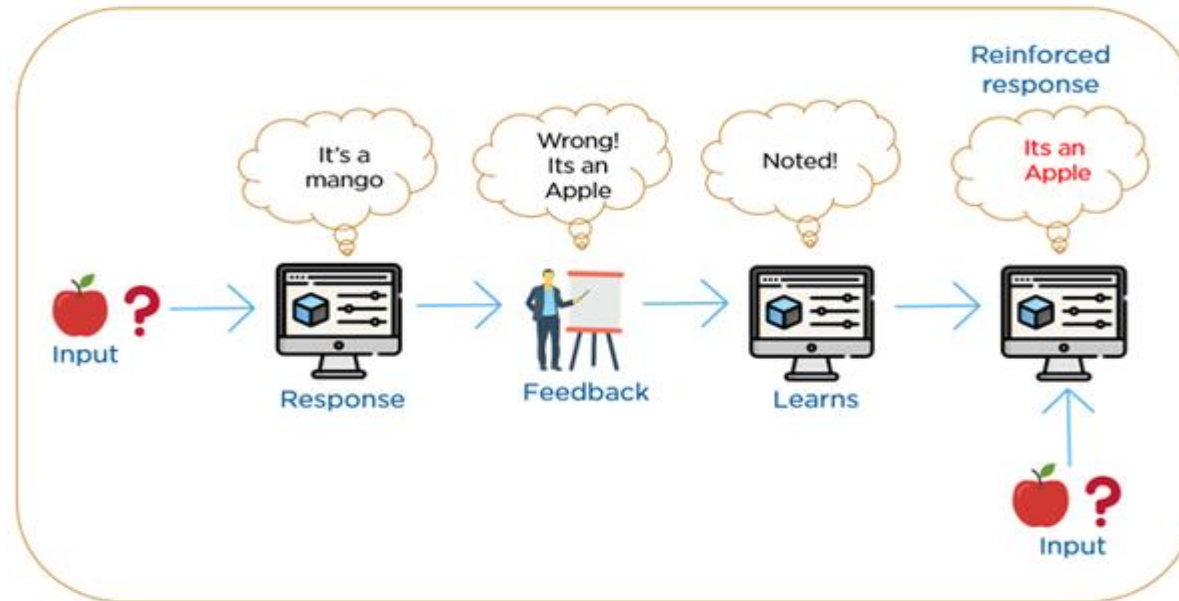 Reinforced
response
It's a
mango
Wrong!
Its an
Apple
Noted!
Its an
Apple
?
Input
Response
Feedback
Learns
?
Input